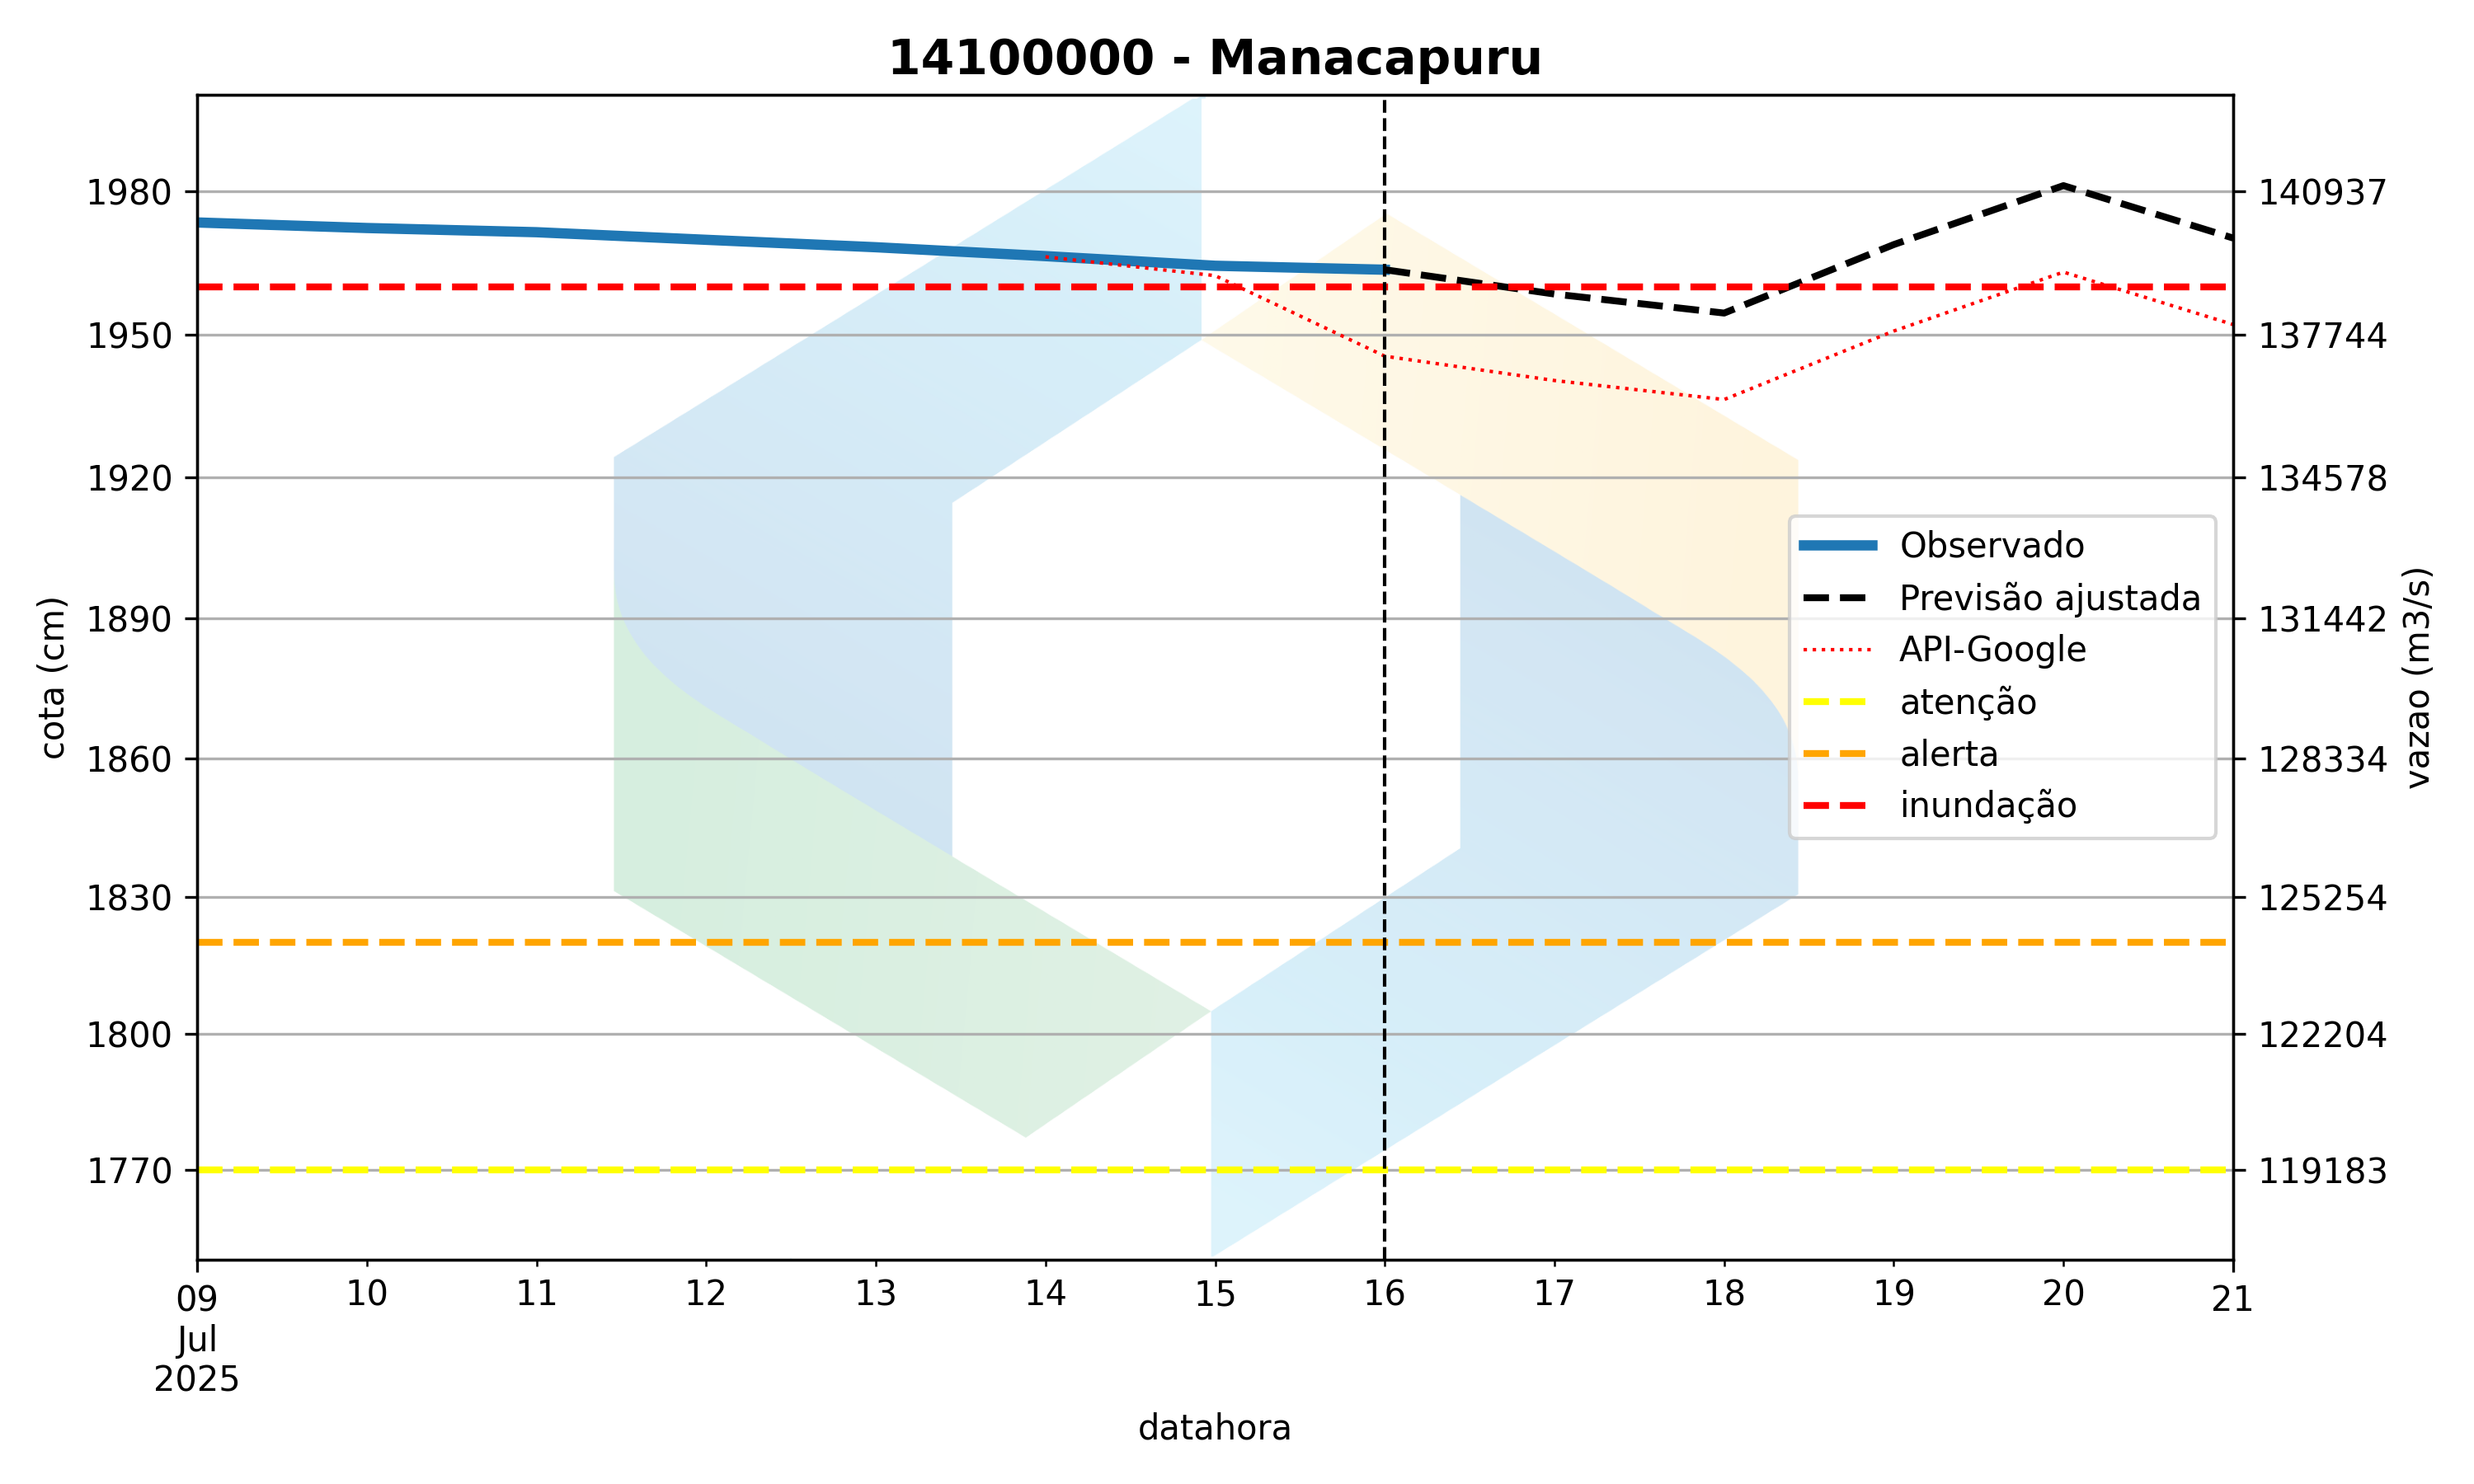 14100000 - Manacapuru
cota (cm)
1980
1950
1920
1890
1860
1830
1800
1770
140937
137744
134578
131442
128334
125254
122204
119183
vazao (m3/s)
Observado
Previsão ajustada
API-Google
atenção
alerta
inundação
09
Jul
2025
10
11
12
13
14
15
16
17
18
19
20
21
datahora